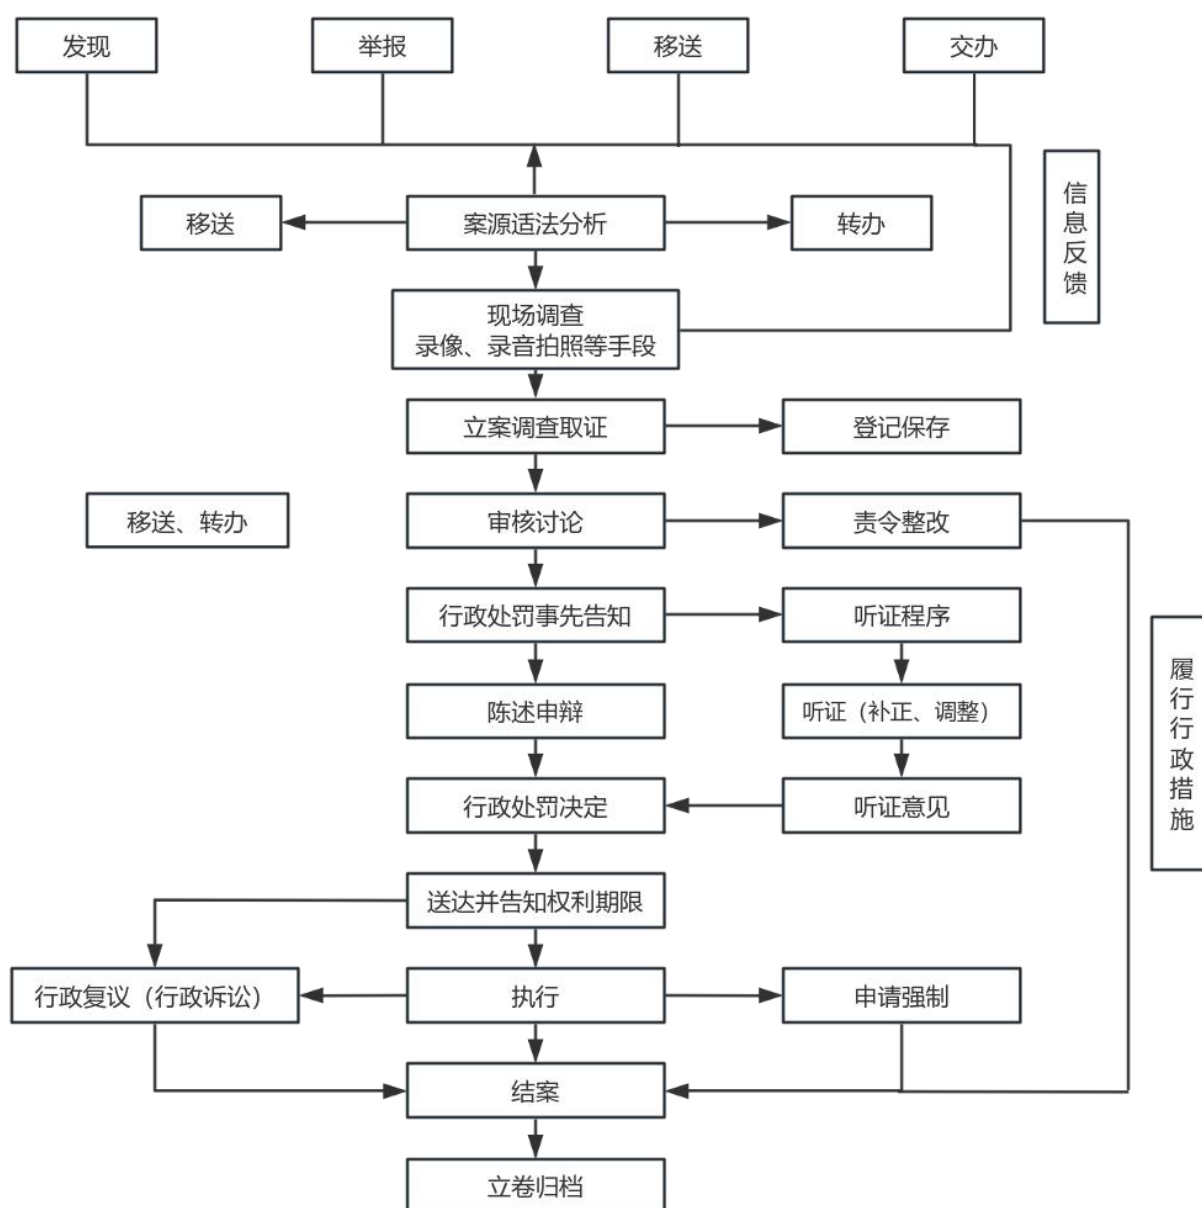 发现
举报
移送
交办
信息反馈
移送
案源适法分析
转办
现场调查
录像、录音拍照等手段
立案调查取证
登记保存
移送、转办
审核讨论
责令整改
行政处罚事先告知
听证程序
履行行政措施
陈述申辩
听证（补正、调整）
行政处罚决定
听证意见
送达并告知权利期限
行政复议（行政诉讼）
执行
申请强制
结案
立卷归档